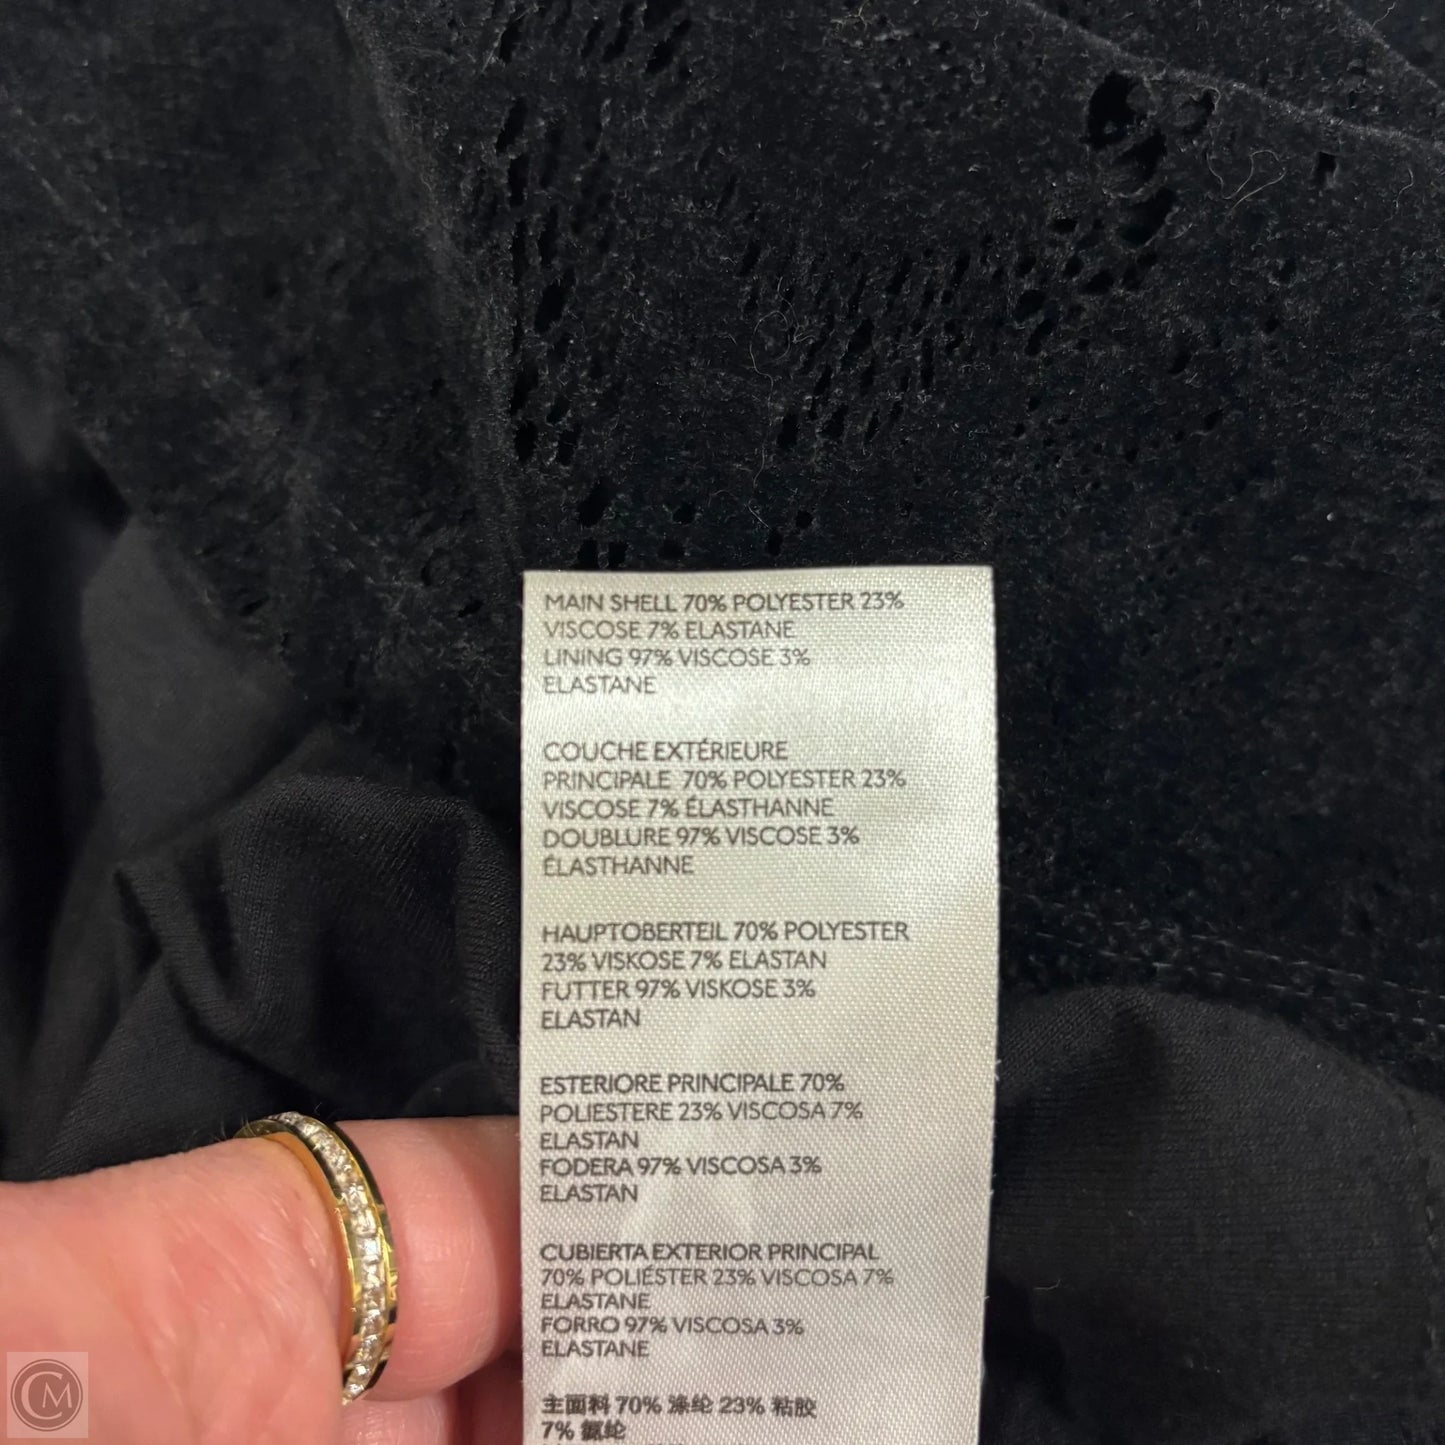 MAIN SHELL 70% POLYESTER 23%
VISCOSE 7% ELASTANE
LINING 97% VISCOSE 3%
ELASTANE
COUCHE EXTÉRIEURE
PRINCIPALE 70% POLYESTER 23%
VISCOSE 7% ÉLASTHANNE
DOUBLURE 97% VISCOSE 3%
ÉLASTHANNE
HAUPTOBERTEIL 70% POLYESTER
23% VISKOSE 7% ELASTAN
FUTTER 97% VISKOSE 3%
ELASTAN
ESTERIORE PRINCIPALE 70%
POLIESTERE 23% VISCOSA 7%
ELASTAN
FODERA 97% VISCOSA 3%
ELASTAN
CUBIERTA EXTERIOR PRINCIPAL
70% POLIÉSTER 23% VISCOSA 7%
ELASTANE
FORRO 97% VISCOSA 3%
ELASTANE
主面料 70% 涤纶 23% 粘胶
7% 氨纶
CM